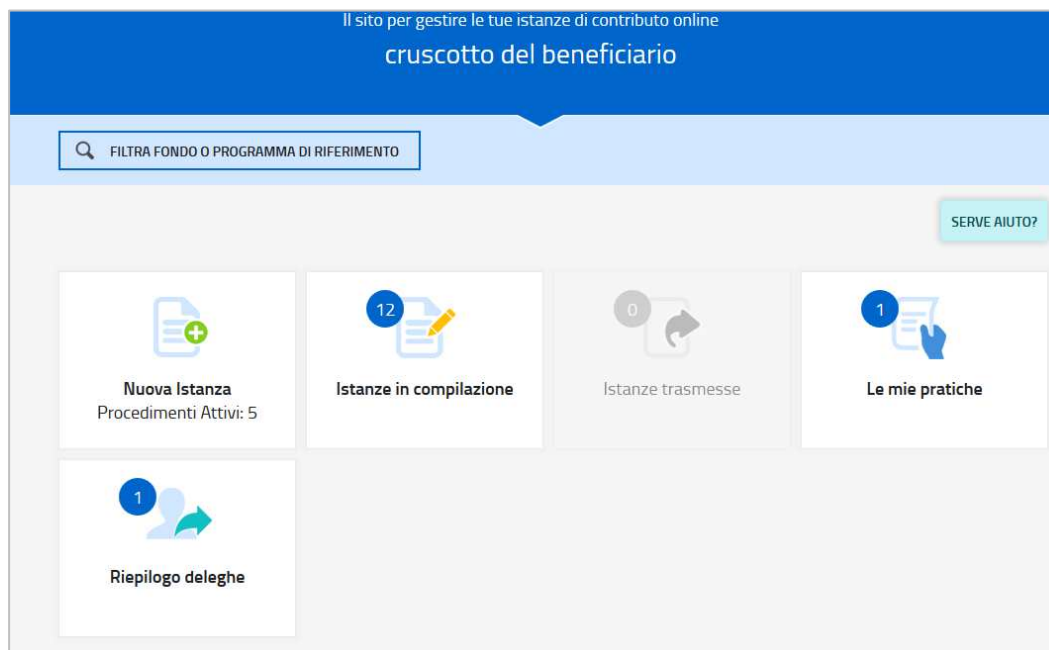 Il sito per gestire le tue istanze di contributo online
cruscotto del beneficiario
FILTRA FONDO O PROGRAMMA DI RIFERIMENTO
SERVE AIUTO?
Nuova Istanza
Procedimenti Attivi: 5
12
Istanze in compilazione
0
Istanze trasmesse
1
Le mie pratiche
1
Riepilogo deleghe